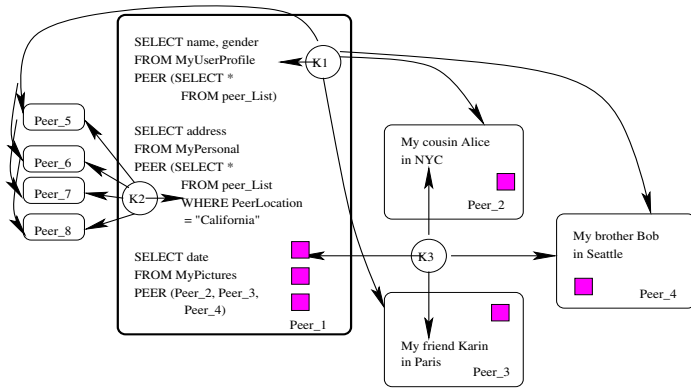 SELECT name, gender
FROM MyUserProfile
PEER (SELECT *
FROM peer_List)
K1
SELECT address
FROM MyPersonal
PEER (SELECT *
FROM peer_List
WHERE PeerLocation
= "California"
K2
SELECT date
FROM MyPictures
PEER (Peer_2, Peer_3,
Peer_4)
Peer_1
Peer_5
Peer_6
Peer_7
Peer_8
My cousin Alice
in NYC
Peer_2
K3
My brother Bob
in Seattle
Peer_4
My friend Karin
in Paris
Peer_3